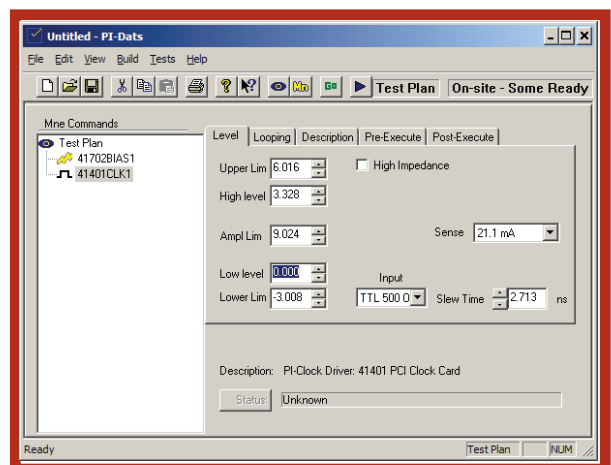 Untitled - PI-Dats
File Edit View Build Tests Help
Mn Go Test Plan On-site - Some Ready
Mne Commands
Test Plan
41702BIAS1
41401CLK1
Level Looping Description Pre-Execute Post-Execute
Upper Lim 6.016 High Impedance
High level 3.328
Ampl Lim 9.024 Sense 21.1 mA
Low level 0.000 Input
Lower Lim -3.008 TTL 500 O Slew Time 2.713 ns
Description: PI-Clock Driver: 41401 PCI Clock Card
Status: Unknown
Ready Test Plan NUM